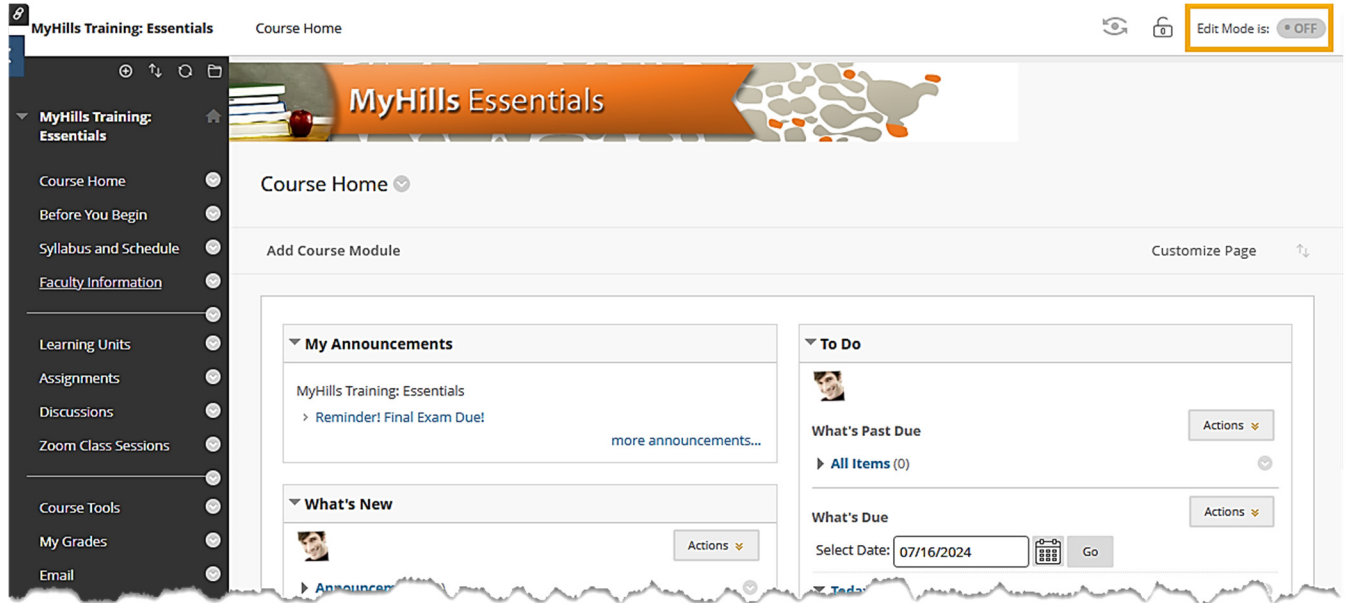 MyHills Training: Essentials
Course Home
Edit Mode is:
OFF
MyHills Essentials
MyHills Training:
Essentials
Course Home
Before You Begin
Syllabus and Schedule
Faculty Information
Learning Units
Assignments
Discussions
Zoom Class Sessions
Course Tools
My Grades
Email
Course Home
Add Course Module
Customize Page
My Announcements
MyHills Training: Essentials
Reminder! Final Exam Due!
more announcements...
What's New
Actions
To Do
What's Past Due
Actions
All Items (0)
What's Due
Actions
Select Date: 07/16/2024
Go